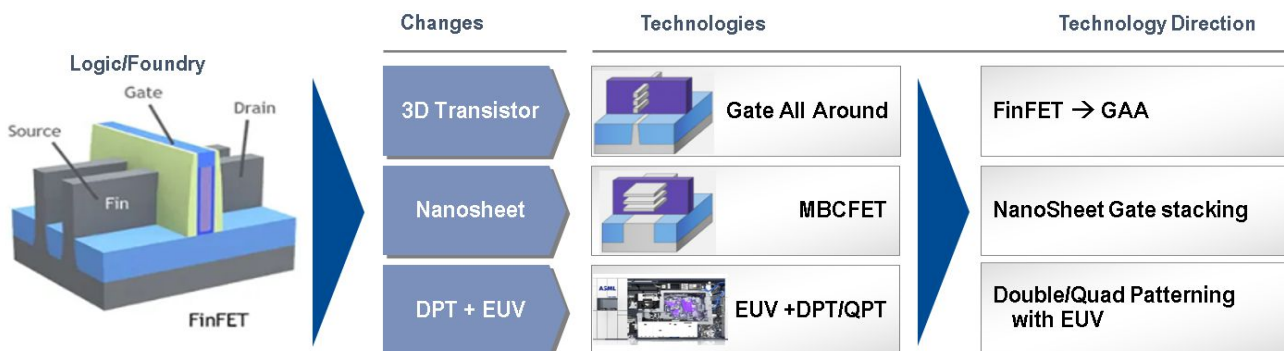 Changes
Technologies
Technology Direction
Logic/Foundry
Gate
Drain
Source
Fin
FinFET
3D Transistor
Gate All Around
FinFET → GAA
Nanosheet
MBCFET
NanoSheet Gate stacking
DPT + EUV
ASML
EUV +DPT/QPT
Double/Quad Patterning
with EUV